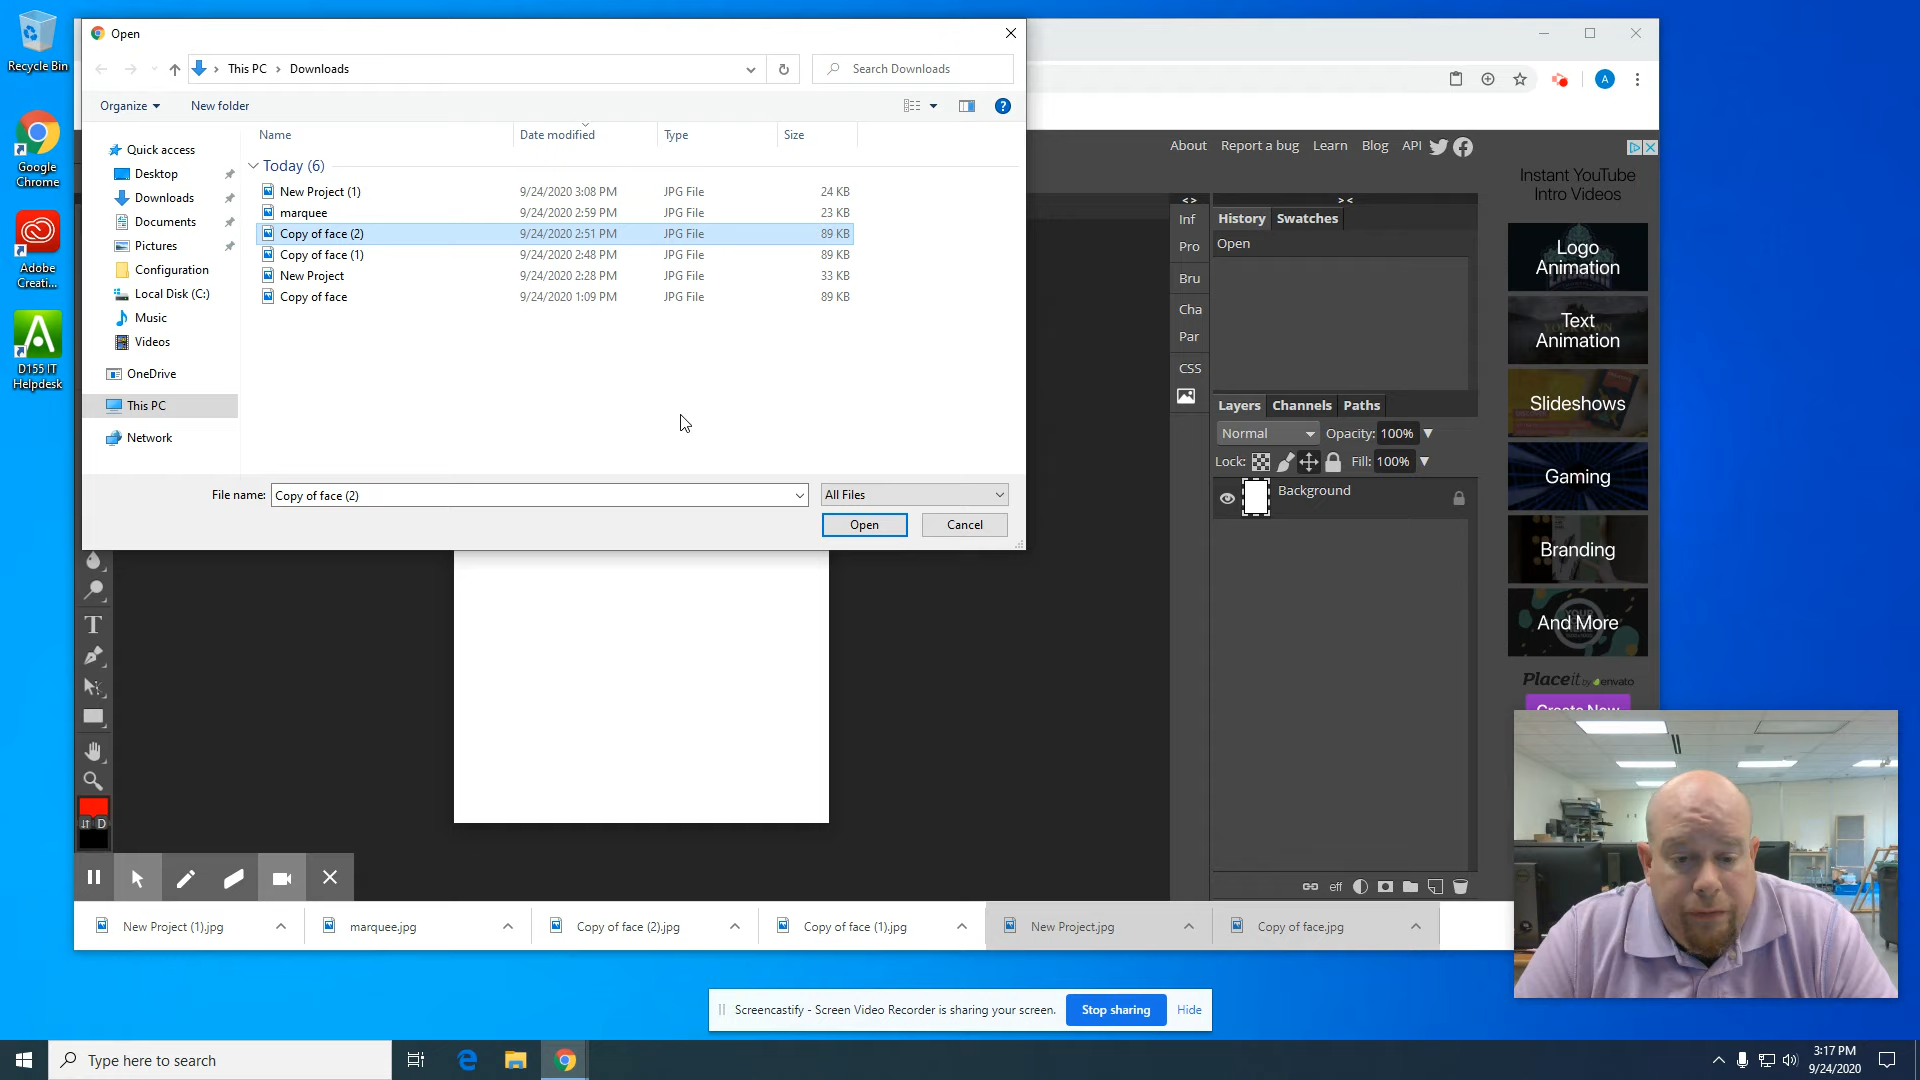 Recycle Bin
Google
Chrome
Adobe
Creati...
D155 IT
Helpdesk
Open
This PC > Downloads
Search Downloads
Organize
New folder
Name
Date modified
Type
Size
Quick access
Desktop
Downloads
Documents
Pictures
Configuration
Local Disk (C:)
Music
Videos
OneDrive
This PC
Network
Today (6)
New Project (1) 9/24/2020 3:08 PM JPG File 24 KB
marquee 9/24/2020 2:59 PM JPG File 23 KB
Copy of face (2) 9/24/2020 2:51 PM JPG File 89 KB
Copy of face (1) 9/24/2020 2:48 PM JPG File 89 KB
New Project 9/24/2020 2:28 PM JPG File 33 KB
Copy of face 9/24/2020 1:09 PM JPG File 89 KB
File name: Copy of face (2)
All Files
Open
Cancel
A
About
Report a bug
Learn
Blog
API
Inf
Pro
Bru
Cha
Par
CSS
> <
< >
History
Swatches
Open
Layers
Channels
Paths
Normal
Opacity: 100%
Lock:
Fill: 100%
Background
eff
Instant YouTube
Intro Videos
Logo
Animation
Text
Animation
Slideshows
Gaming
Branding
And More
Placeit by envato
Create Now
T
D
New Project (1).jpg
marquee.jpg
Copy of face (2).jpg
Copy of face (1).jpg
New Project.jpg
Copy of face.jpg
Screencastify - Screen Video Recorder is sharing your screen.
Stop sharing
Hide
Type here to search
3:17 PM
9/24/2020